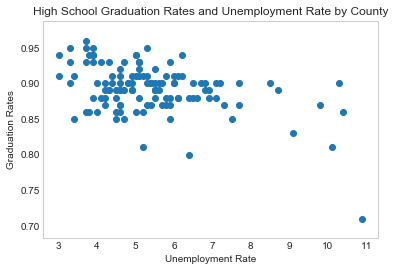 High School Graduation Rates and Unemployment Rate by County
0.95
0.90
0.85
0.80
0.75
0.70
Graduation Rates
3 4 5 6 7 8 9 10 11
Unemployment Rate